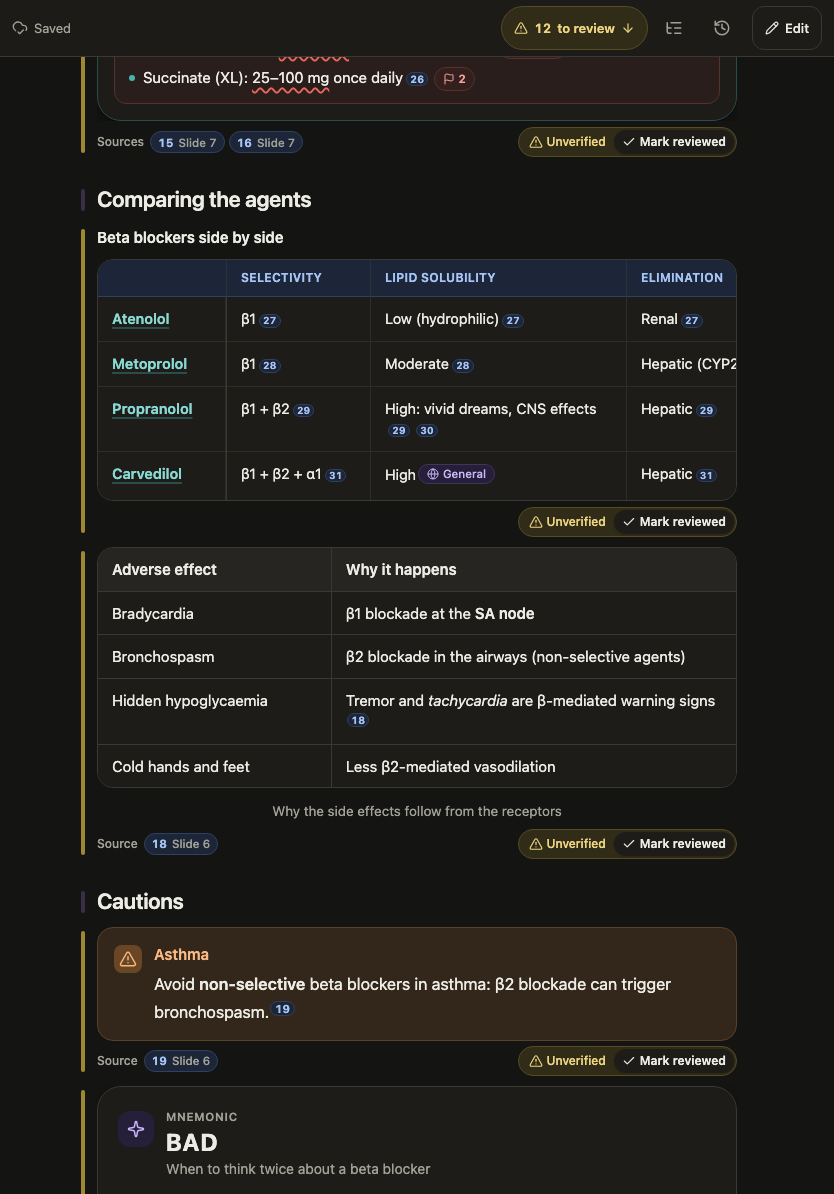 Saved
12 to review ↓
Edit
Succinate (XL): 25–100 mg once daily 26 2
Sources 15 Slide 7 16 Slide 7
Unverified Mark reviewed
Comparing the agents
Beta blockers side by side
SELECTIVITY LIPID SOLUBILITY ELIMINATION
Atenolol β1 27 Low (hydrophilic) 27 Renal 27
Metoprolol β1 28 Moderate 28 Hepatic (CYP2
Propranolol β1 + β2 29 High: vivid dreams, CNS effects Hepatic 29
29 30
Carvedilol β1 + β2 + α1 31 High General Hepatic 31
Unverified Mark reviewed
Adverse effect Why it happens
Bradycardia β1 blockade at the SA node
Bronchospasm β2 blockade in the airways (non-selective agents)
Hidden hypoglycaemia Tremor and tachycardia are β-mediated warning signs
18
Cold hands and feet Less β2-mediated vasodilation
Why the side effects follow from the receptors
Source 18 Slide 6
Unverified Mark reviewed
Cautions
Asthma
Avoid non-selective beta blockers in asthma: β2 blockade can trigger
bronchospasm. 19
Source 19 Slide 6
Unverified Mark reviewed
MNEMONIC
BAD
When to think twice about a beta blocker